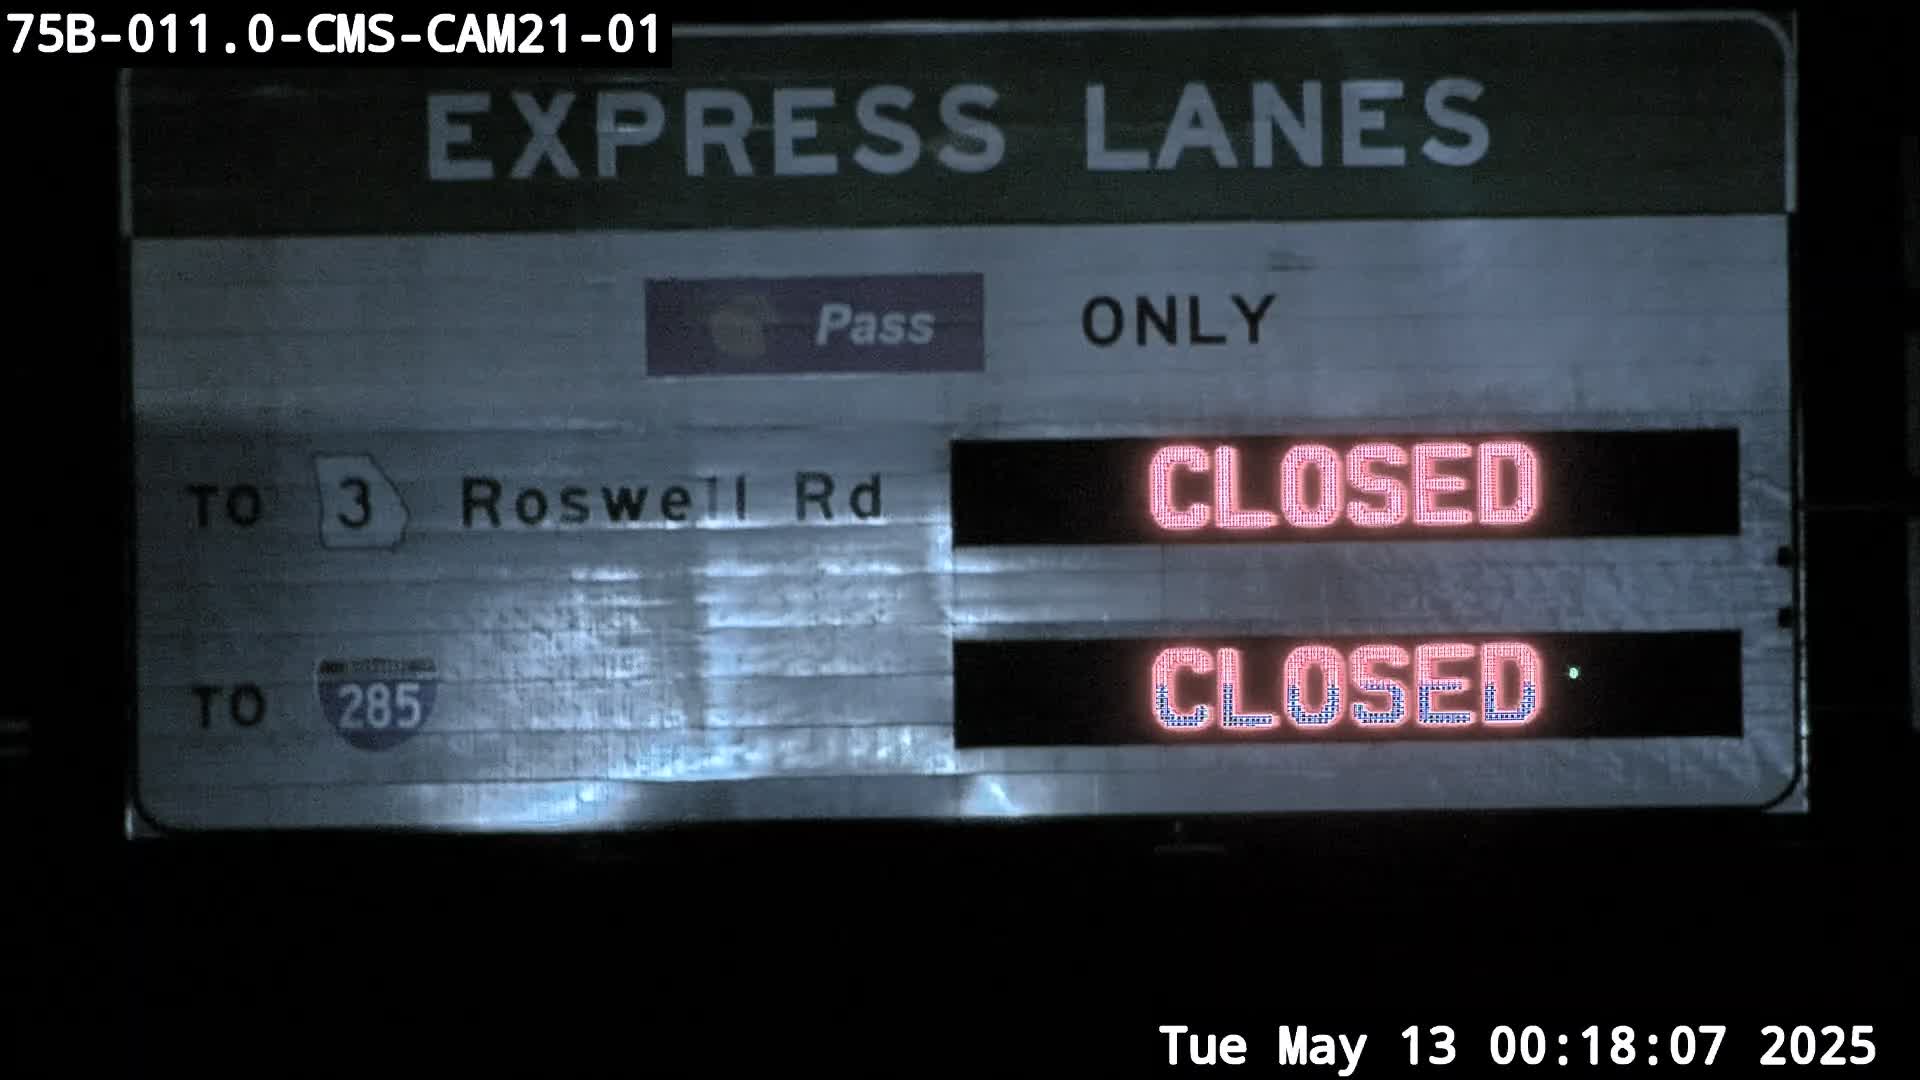 75B-011.0-CMS-CAM21-01
EXPRESS LANES
Pass ONLY
TO 3 Roswell Rd CLOSED
TO 285 CLOSED
Tue May 13 00:18:07 2025